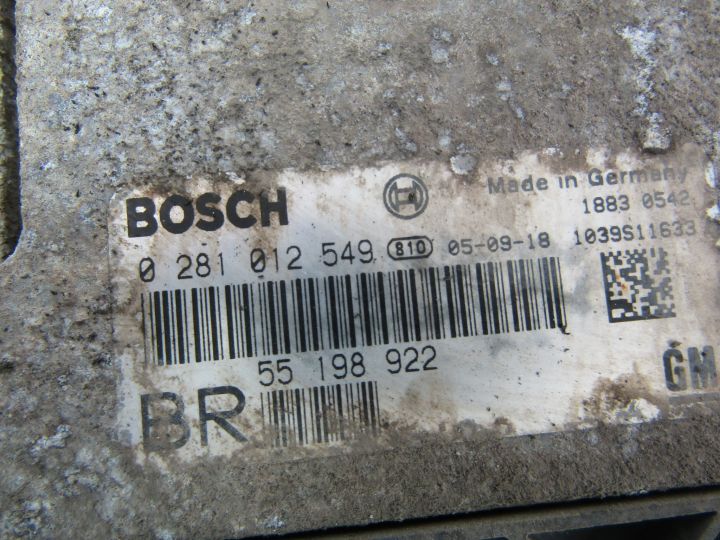 BOSCH
Made in Germany
1883 0542
0 281 012 549 810 05-09-18 1039S11633
55 198 922
BR
GM